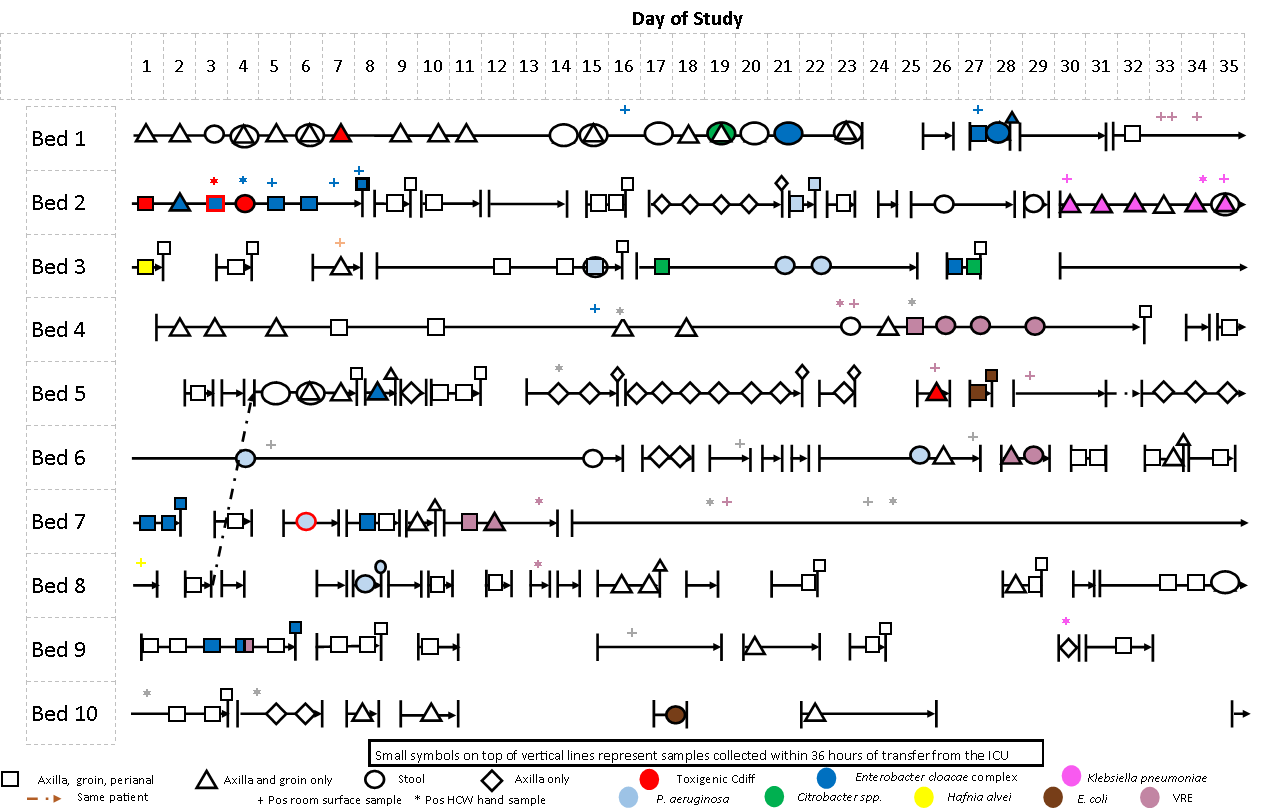 Day of Study
1 2 3 4 5 6 7 8 9 10 11 12 13 14 15 16 17 18 19 20 21 22 23 24 25 26 27 28 29 30 31 32 33 34 35
Bed 1
Bed 2
Bed 3
Bed 4
Bed 5
Bed 6
Bed 7
Bed 8
Bed 9
Bed 10
Small symbols on top of vertical lines represent samples collected within 36 hours of transfer from the ICU
Axilla, groin, perianal Axilla and groin only Stool Axilla only Toxigenic Cdiff Enterobacter cloacae complex Klebsiella pneumoniae
Same patient + Pos room surface sample * Pos HCW hand sample P. aeruginosa Citrobacter spp. Hafnia alvei E. coli VRE